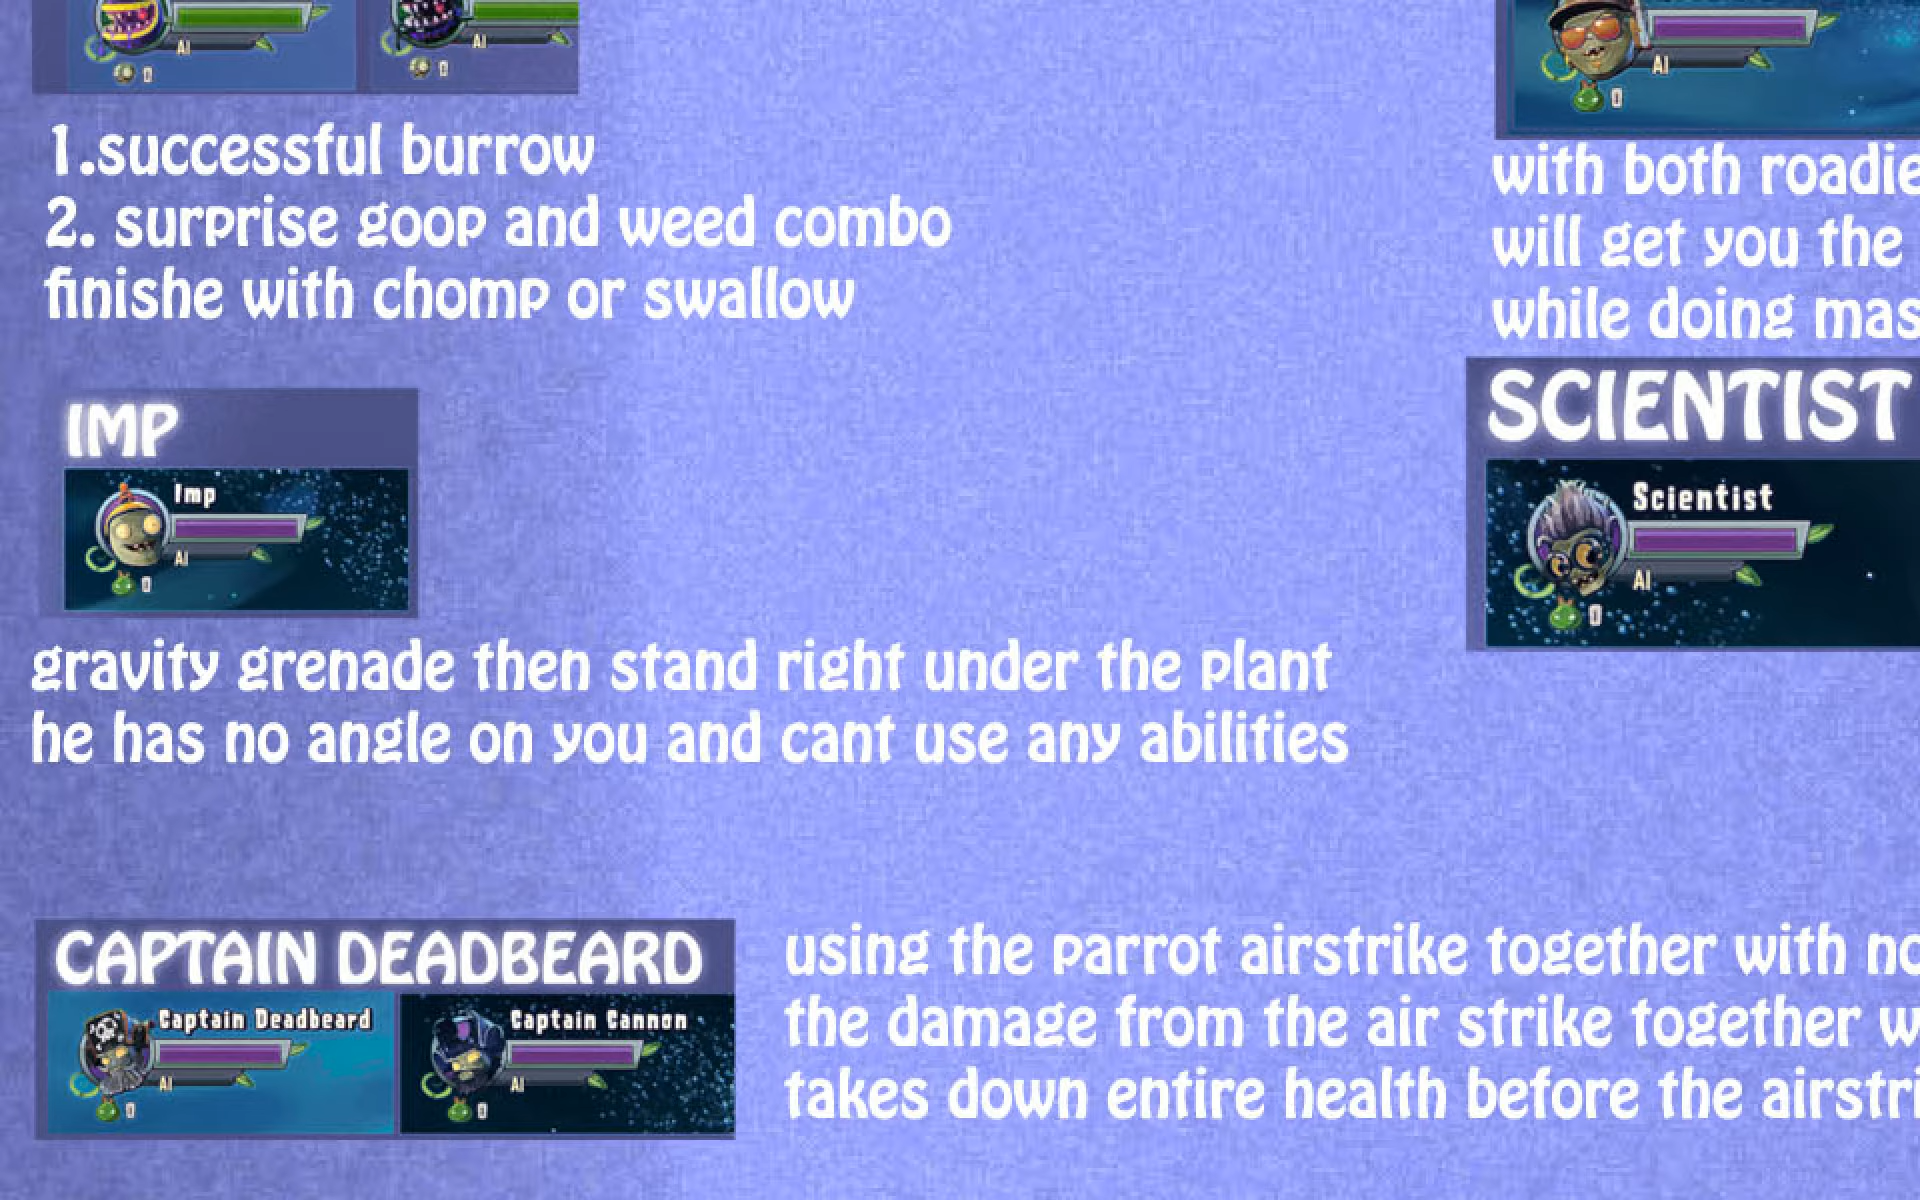 AI
0
AI
0
1.successful burrow
2. surprise goop and weed combo
finishe with chomp or swallow
AI
0
with both roadie
will get you the
while doing mas
IMP
Imp
AI
0
SCIENTIST
Scientist
AI
0
gravity grenade then stand right under the plant
he has no angle on you and cant use any abilities
CAPTAIN DEADBEARD
Captain Deadbeard
AI
0
Captain Cannon
AI
0
using the parrot airstrike together with no
the damage from the air strike together w
takes down entire health before the airstri